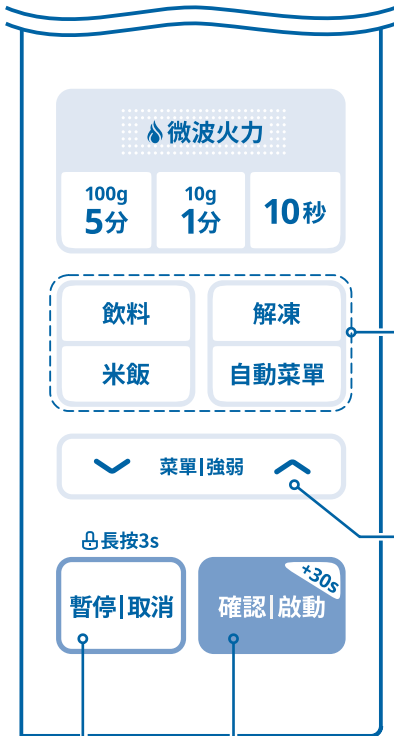 微波火力
100g 10g
5分 1分 10秒
飲料 解凍
米飯 自動菜單
菜單|強弱
長按3s
+30s
暫停|取消 確認|啟動